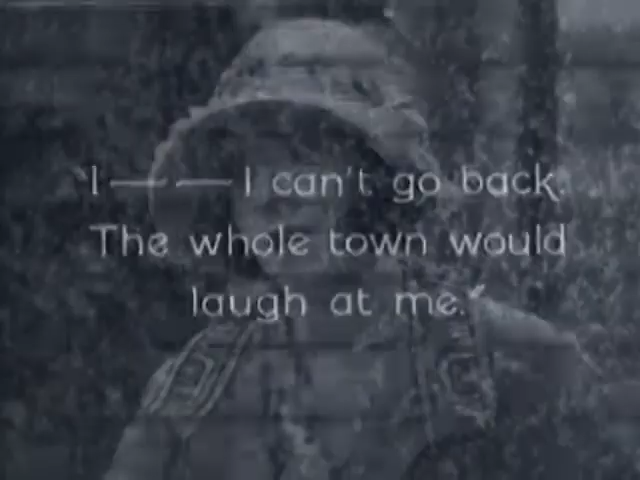 "I — — I can't go back.
The whole town would
laugh at me."